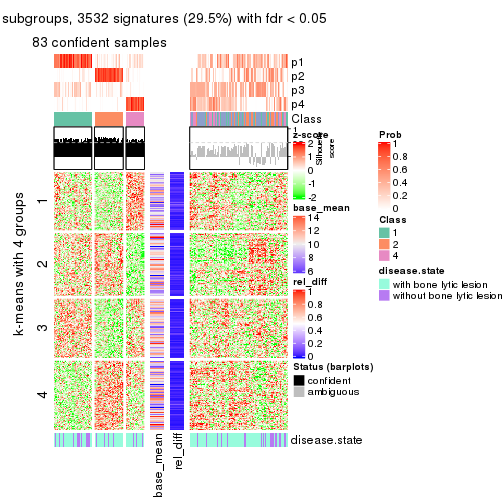 subgroups, 3532 signatures (29.5%) with fdr < 0.05
83 confident samples
p1
p2
p3
p4
Class
1
Silhouette
score
k-means with 4 groups
1
2
3
4
base_mean
rel_diff
disease.state
z-score
2
1
0
-1
-2
base_mean
14
12
10
8
6
rel_diff
1
0.8
0.6
0.4
0.2
0
Status (barplots)
confident
ambiguous
Prob
1
0.8
0.6
0.4
0.2
0
Class
1
2
4
disease.state
with bone lytic lesion
without bone lytic lesion